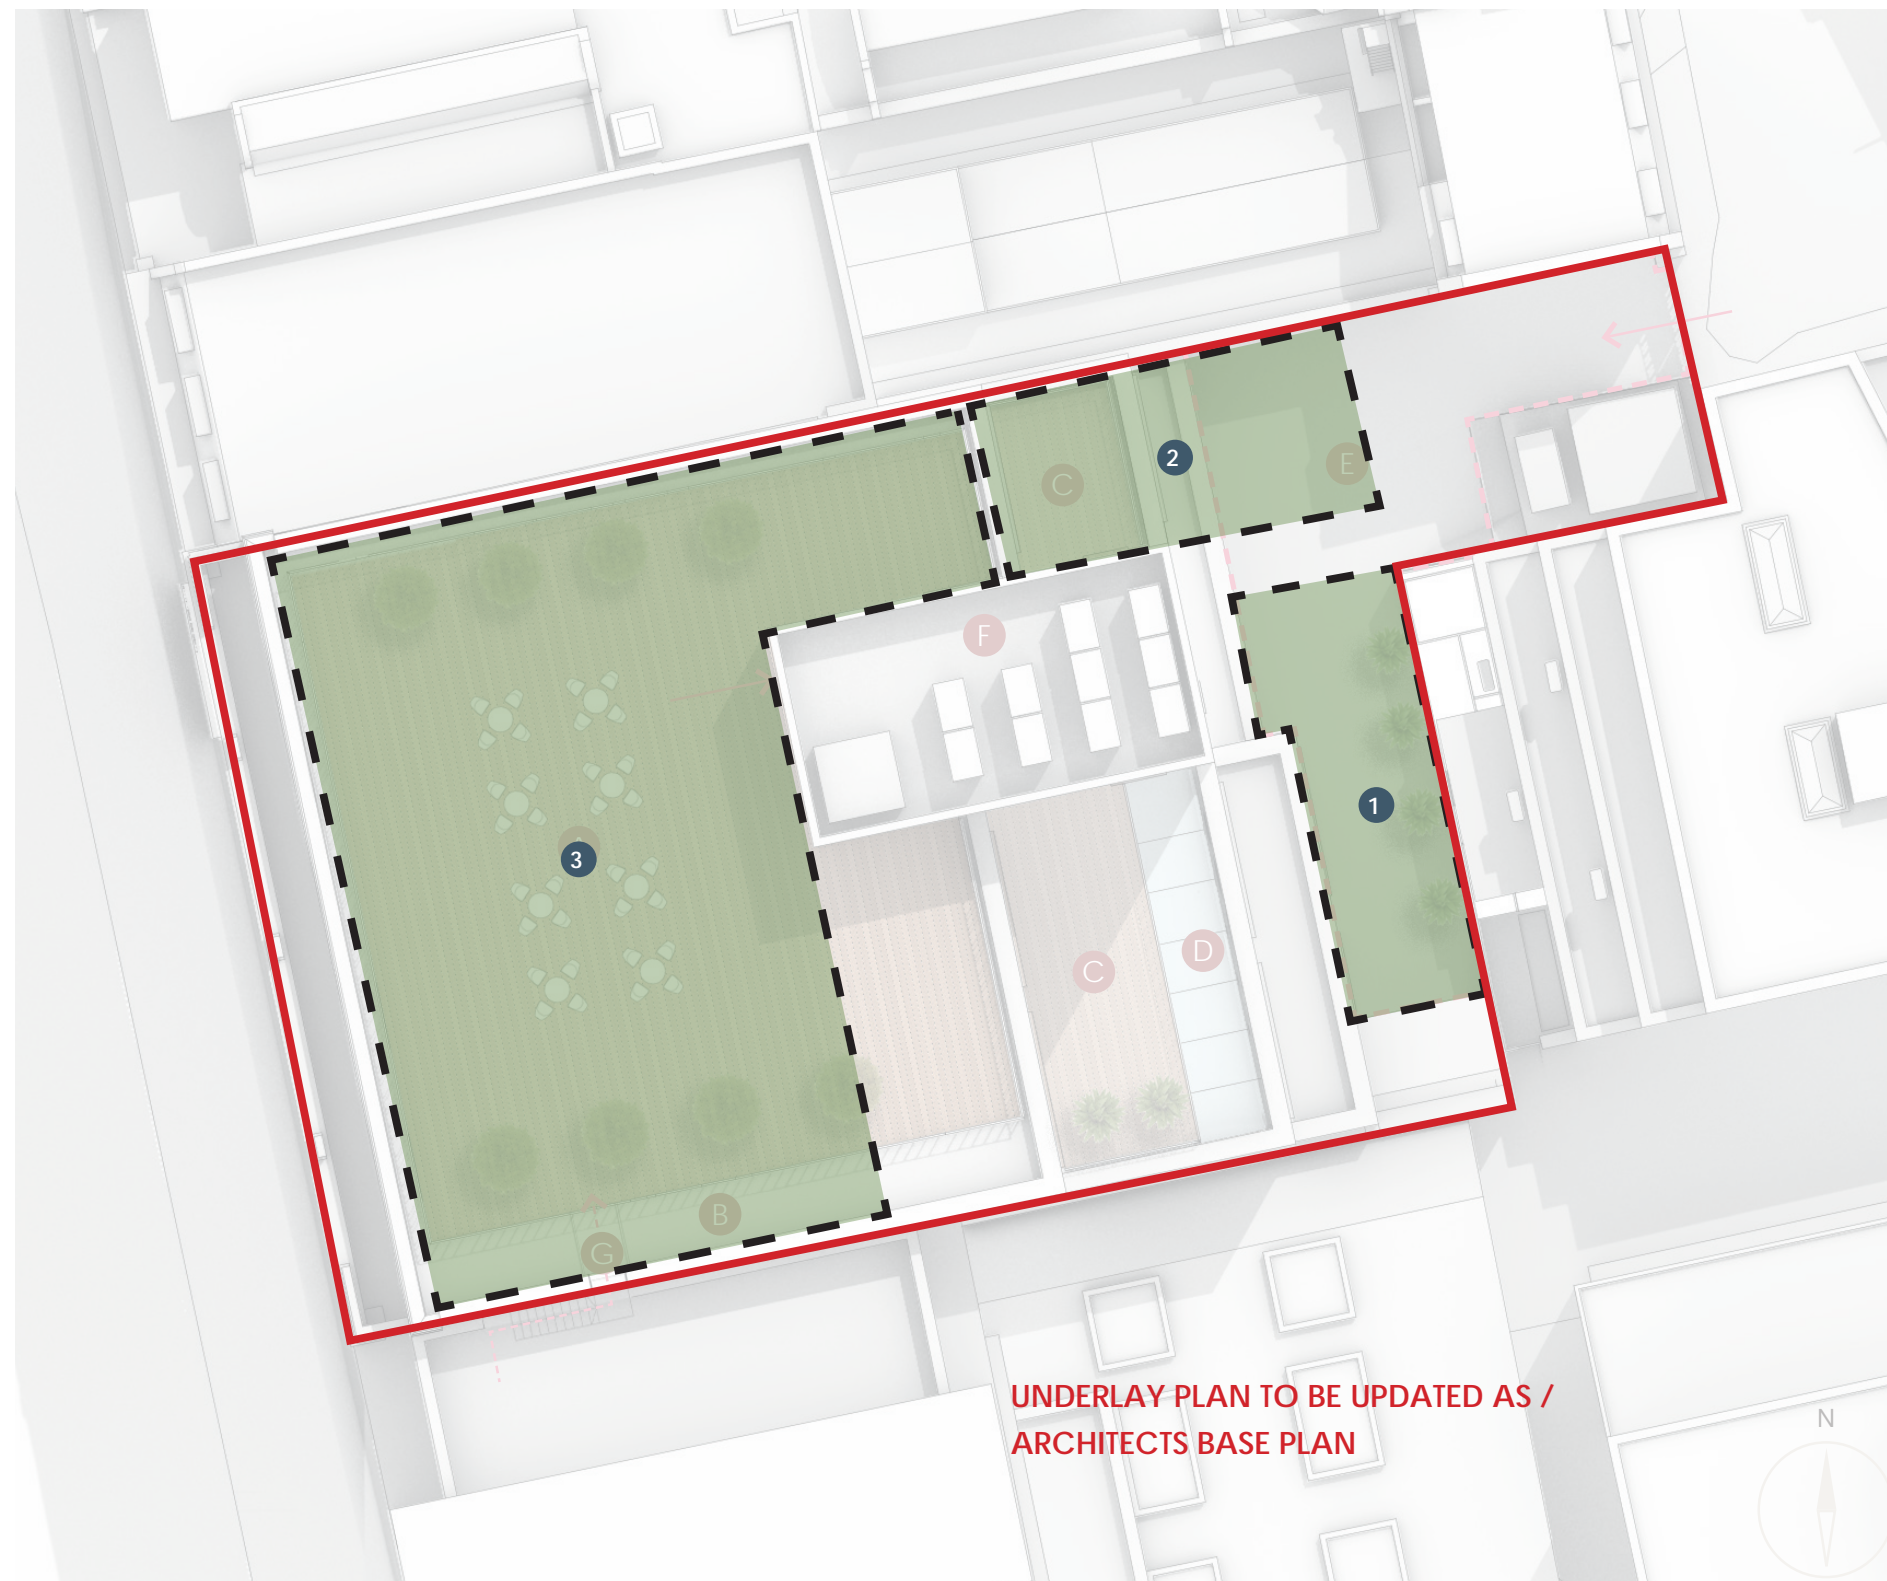 E
2
C
F
1
3
D
C
B
G
UNDERLAY PLAN TO BE UPDATED AS /
ARCHITECTS BASE PLAN
N